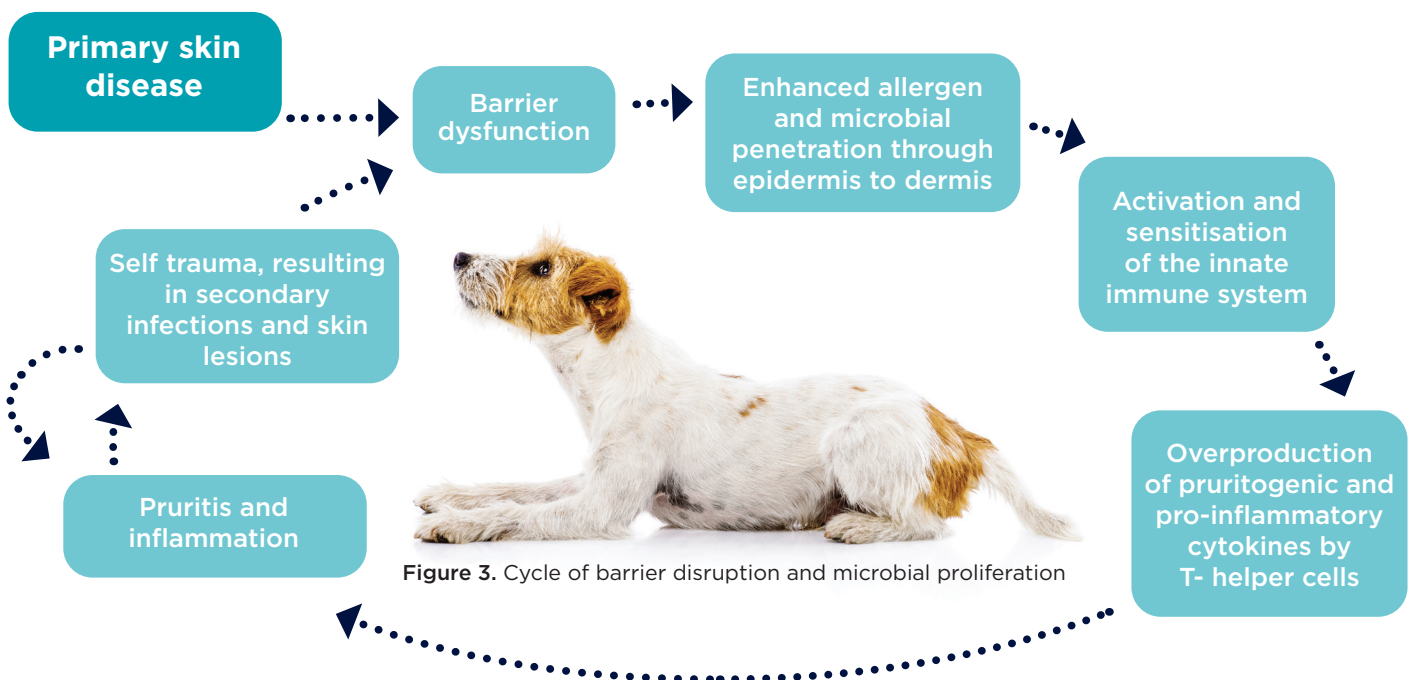 Primary skin
disease
Barrier
dysfunction
Enhanced allergen
and microbial
penetration through
epidermis to dermis
Activation and
sensitisation
of the innate
immune system
Overproduction
of pruritogenic and
pro-inflammatory
cytokines by
T- helper cells
Pruritis and
inflammation
Self trauma, resulting
in secondary
infections and skin
lesions
Figure 3. Cycle of barrier disruption and microbial proliferation